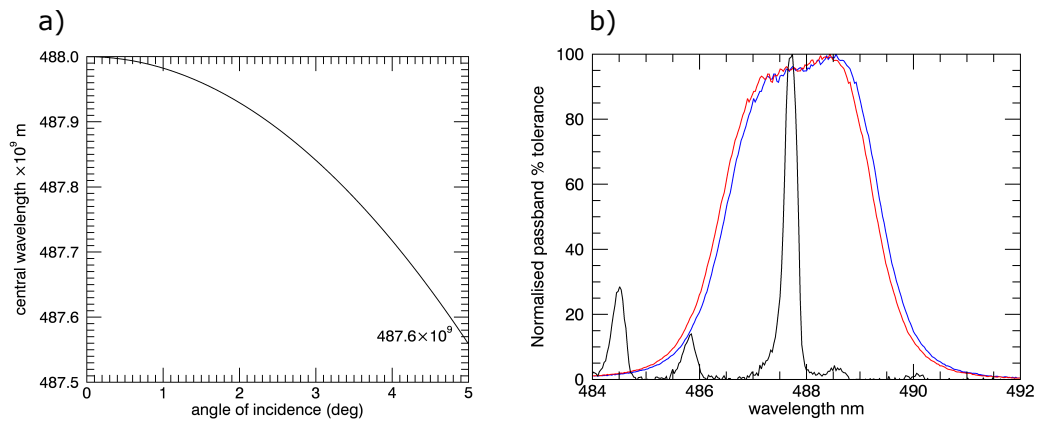 a)
488.0
487.9
487.8
487.7
487.6
487.5
central wavelength ×10⁹ m
487.6×10⁹
0 1 2 3 4 5
angle of incidence (deg)
b)
100
80
60
40
20
0
Normalised passband % tolerance
484 486 488 490 492
wavelength nm